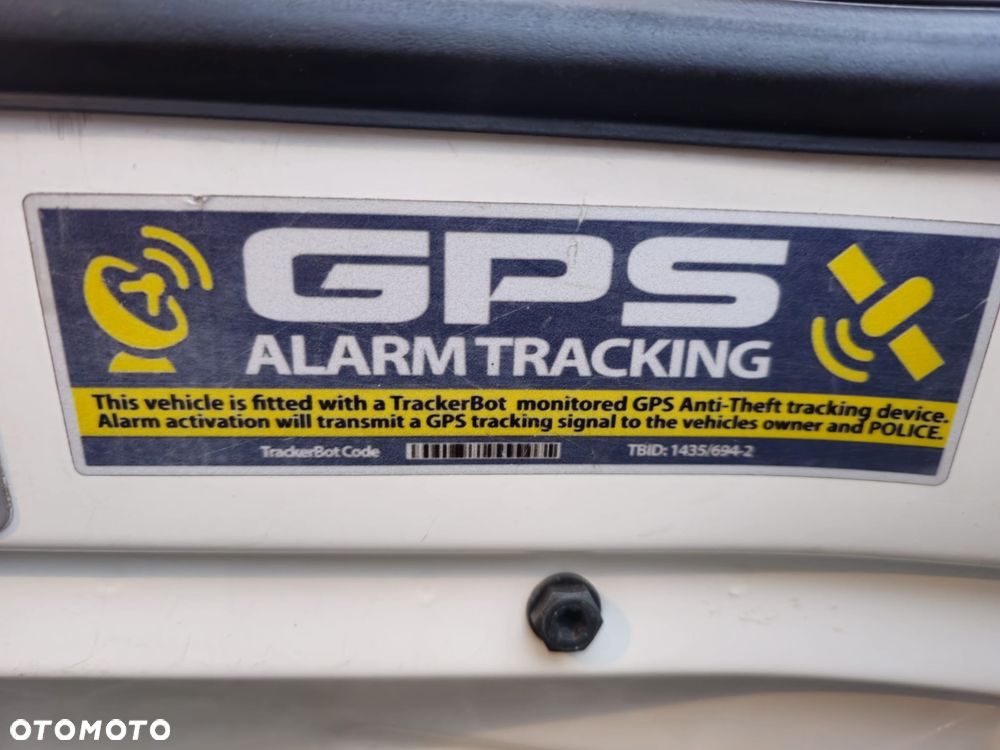 GPS
ALARM TRACKING
This vehicle is fitted with a TrackerBot monitored GPS Anti-Theft tracking device.
Alarm activation will transmit a GPS tracking signal to the vehicles owner and POLICE.
TrackerBot Code TBID: 1435/694-2
OTOMOTO